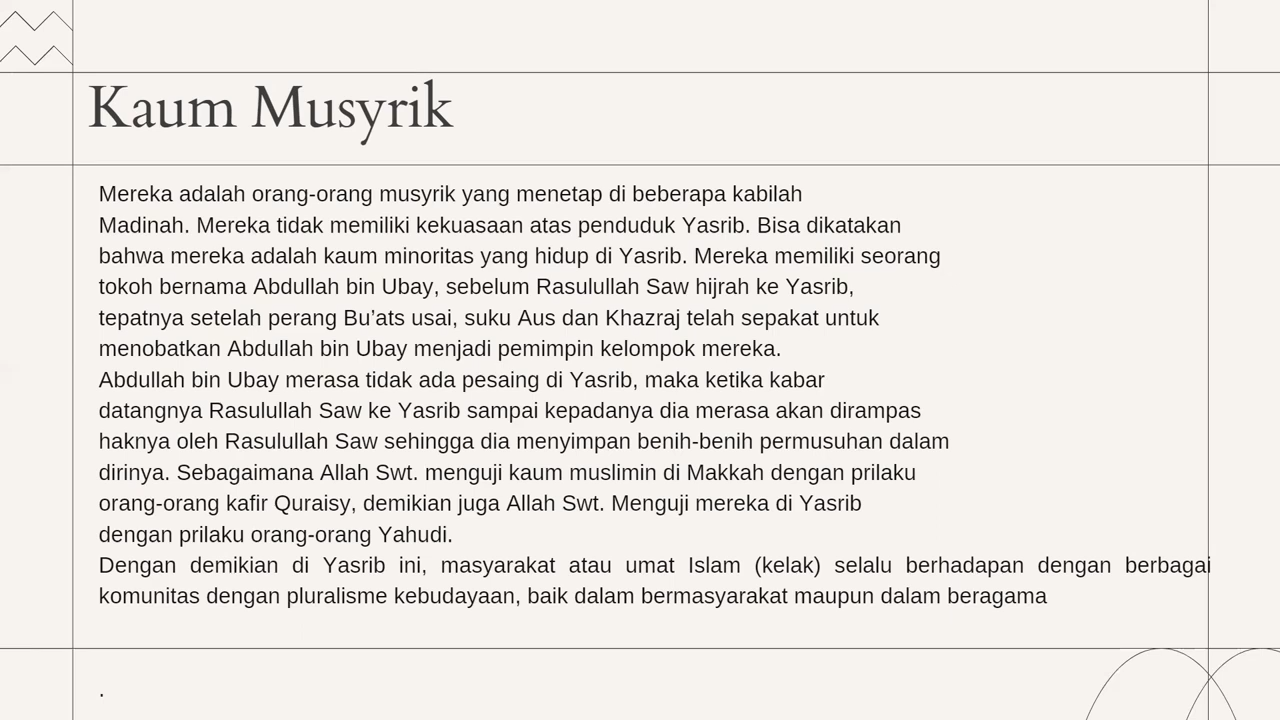 Kaum Musyrik
Mereka adalah orang-orang musyrik yang menetap di beberapa kabilah
Madinah. Mereka tidak memiliki kekuasaan atas penduduk Yasrib. Bisa dikatakan
bahwa mereka adalah kaum minoritas yang hidup di Yasrib. Mereka memiliki seorang
tokoh bernama Abdullah bin Ubay, sebelum Rasulullah Saw hijrah ke Yasrib,
tepatnya setelah perang Bu’ats usai, suku Aus dan Khazraj telah sepakat untuk
menobatkan Abdullah bin Ubay menjadi pemimpin kelompok mereka.
Abdullah bin Ubay merasa tidak ada pesaing di Yasrib, maka ketika kabar
datangnya Rasulullah Saw ke Yasrib sampai kepadanya dia merasa akan dirampas
haknya oleh Rasulullah Saw sehingga dia menyimpan benih-benih permusuhan dalam
dirinya. Sebagaimana Allah Swt. menguji kaum muslimin di Makkah dengan prilaku
orang-orang kafir Quraisy, demikian juga Allah Swt. Menguji mereka di Yasrib
dengan prilaku orang-orang Yahudi.
Dengan demikian di Yasrib ini, masyarakat atau umat Islam (kelak) selalu berhadapan dengan berbagai
komunitas dengan pluralisme kebudayaan, baik dalam bermasyarakat maupun dalam beragama
.